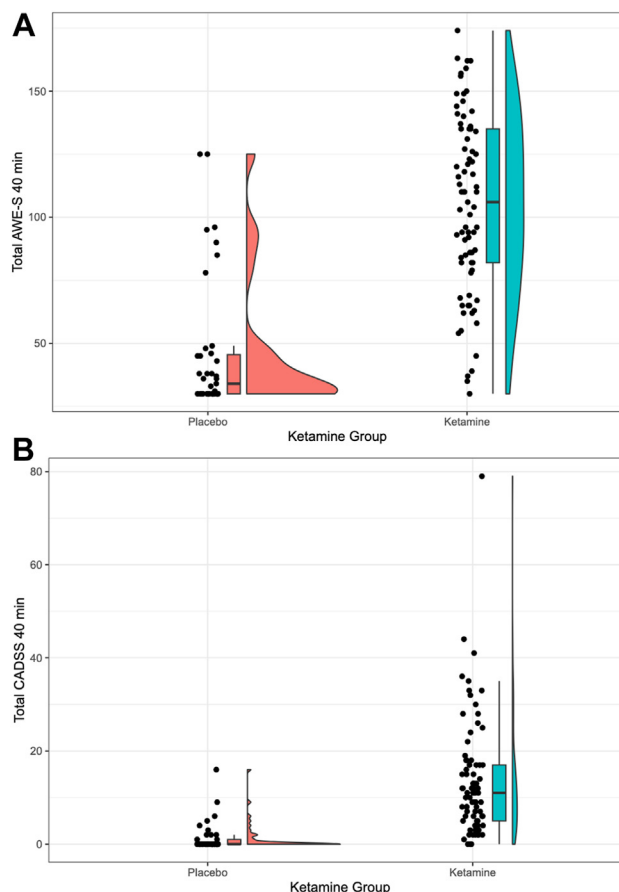 A
Total AWE-S 40 min
150
100
50
Placebo
Ketamine
Ketamine Group
B
Total CADSS 40 min
80
60
40
20
0
Placebo
Ketamine
Ketamine Group